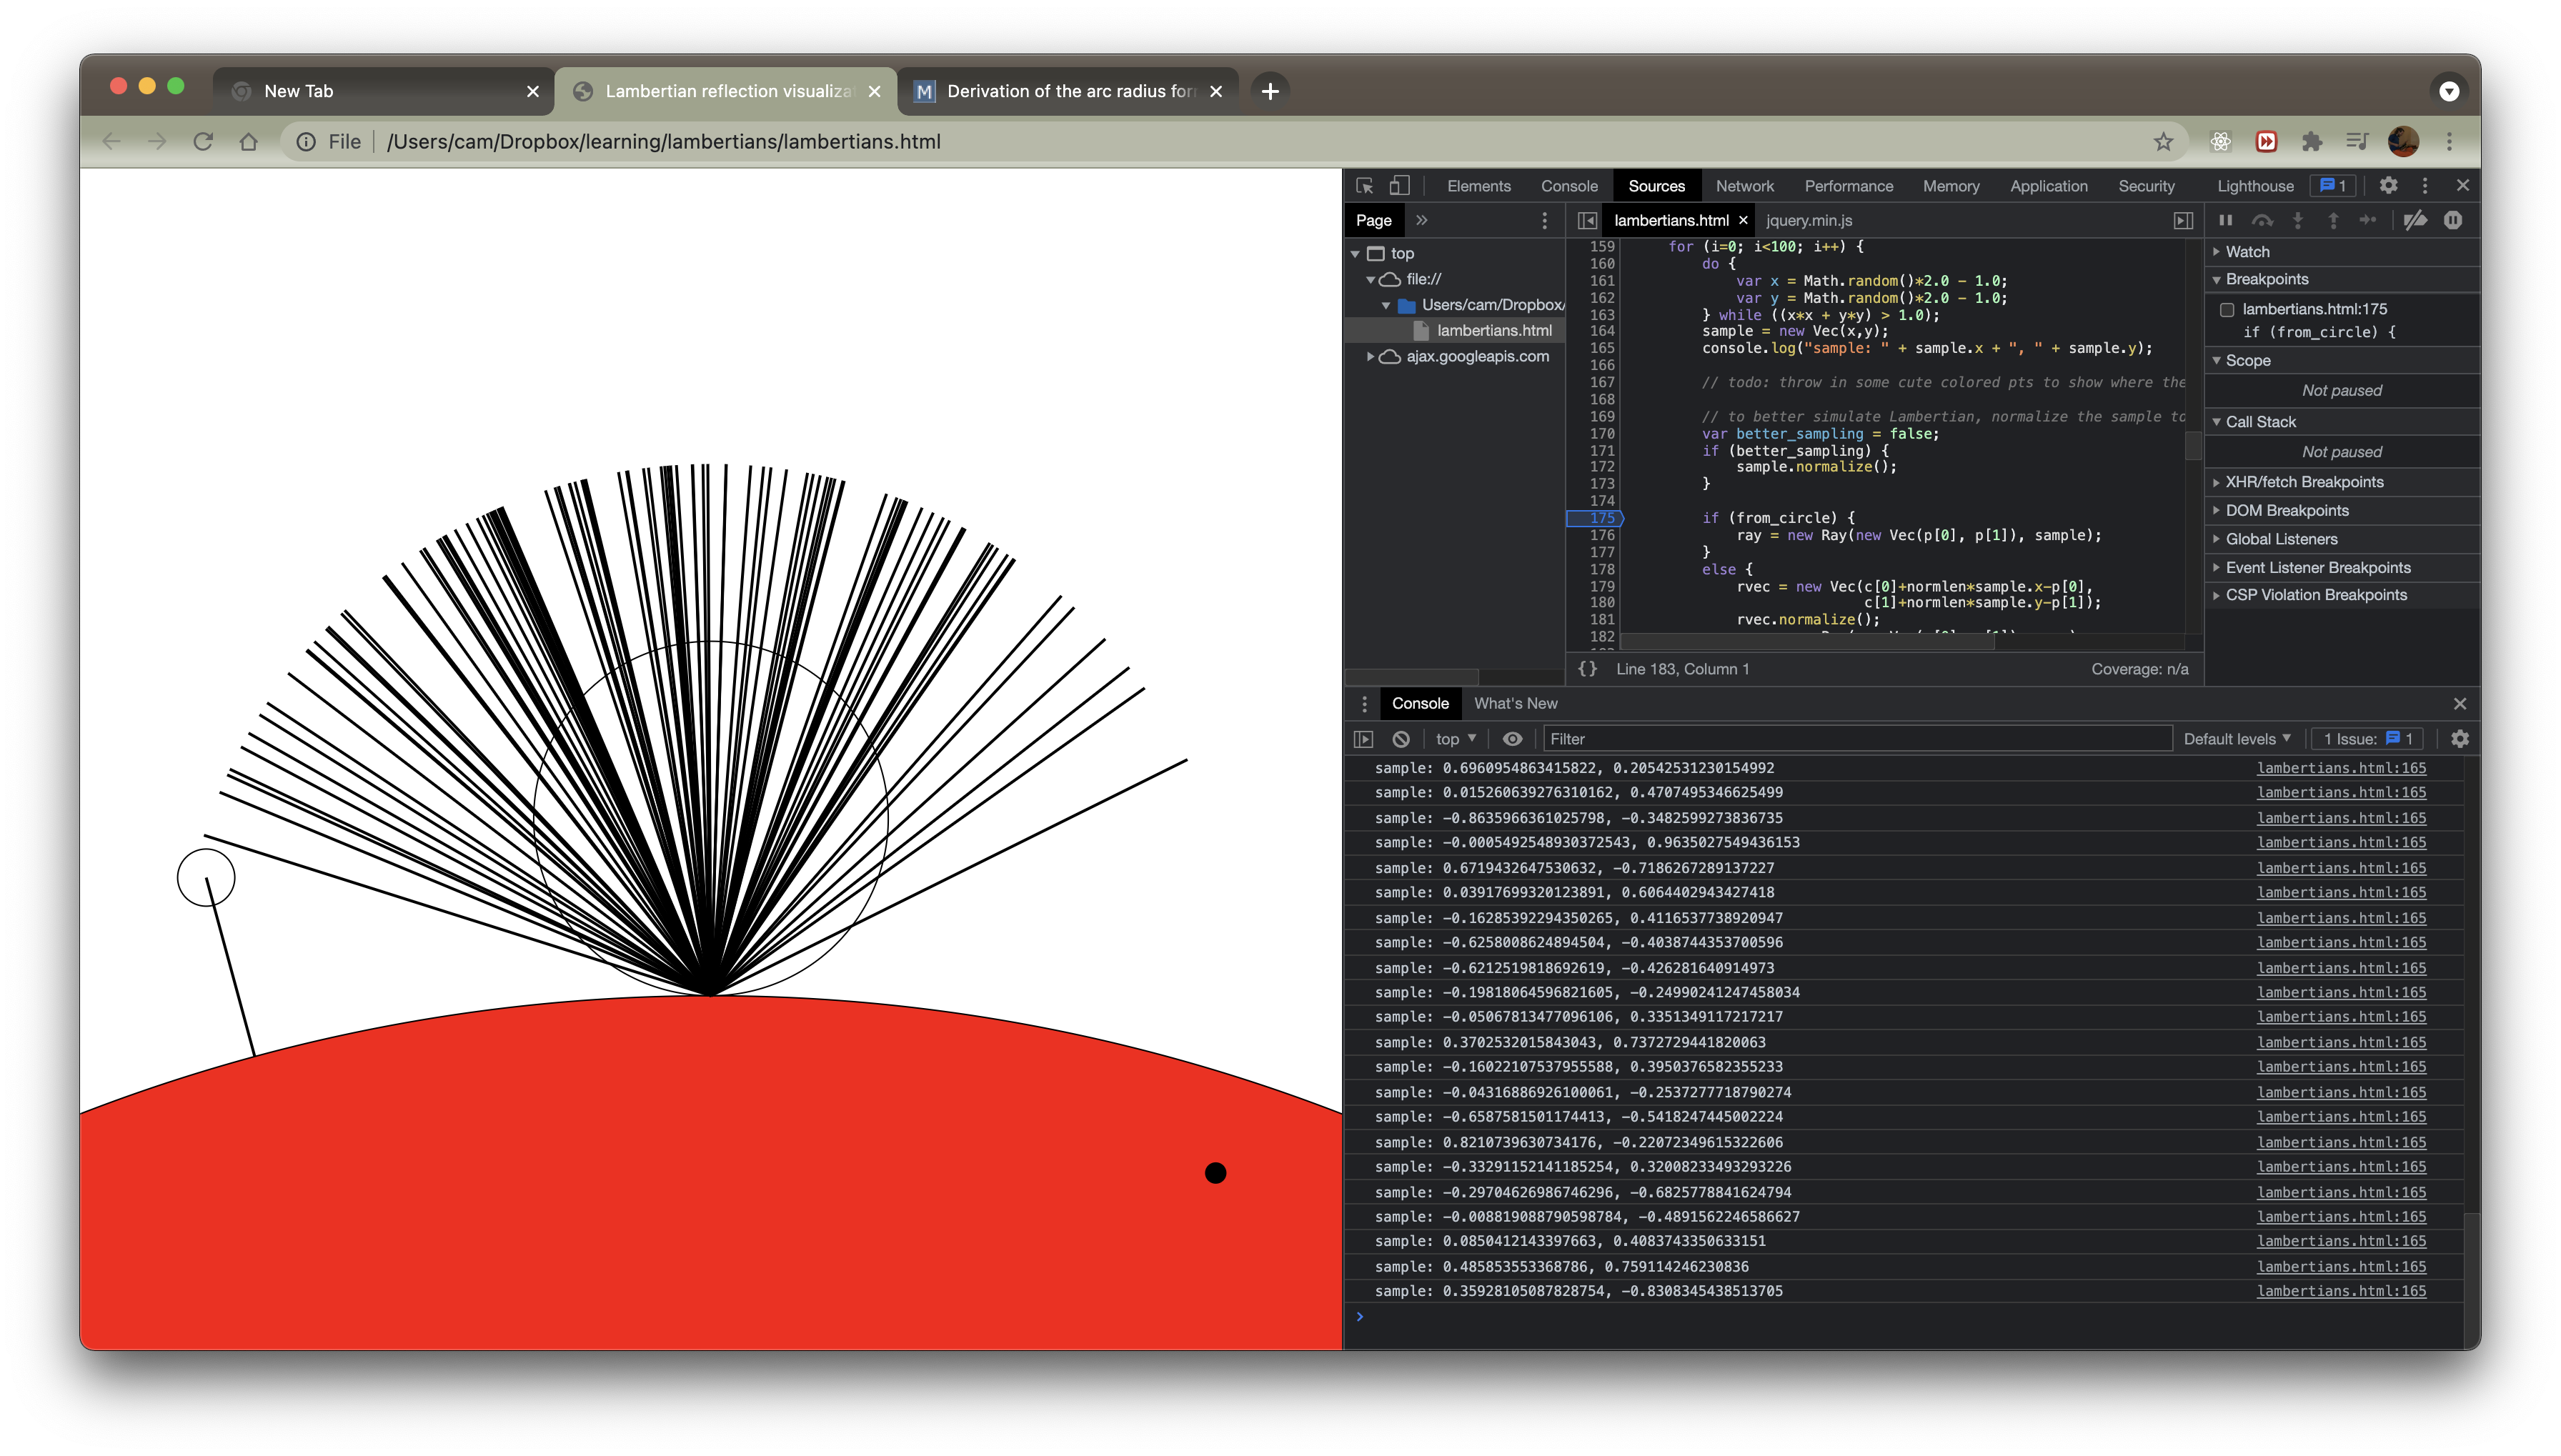 New Tab
Lambertian reflection visualiza
M Derivation of the arc radius for
File /Users/cam/Dropbox/learning/lambertians/lambertians.html
Elements Console Sources Network Performance Memory Application Security Lighthouse 1
Page
lambertians.html
jquery.min.js
top
file://
Users/cam/Dropbox/
lambertians.html
ajax.googleapis.com
159 for (i=0; i<100; i++) {
160 do {
161 var x = Math.random()*2.0 - 1.0;
162 var y = Math.random()*2.0 - 1.0;
163 } while ((x*x + y*y) > 1.0);
164 sample = new Vec(x,y);
165 console.log("sample: " + sample.x + ", " + sample.y);
166
167 // todo: throw in some cute colored pts to show where the
168
169 // to better simulate Lambertian, normalize the sample to
170 var better_sampling = false;
171 if (better_sampling) {
172 sample.normalize();
173 }
174
175 if (from_circle) {
176 ray = new Ray(new Vec(p[0], p[1]), sample);
177 }
178 else {
179 rvec = new Vec(c[0]+normlen*sample.x-p[0],
180 c[1]+normlen*sample.y-p[1]);
181 rvec.normalize();
182
{} Line 183, Column 1
Coverage: n/a
Watch
Breakpoints
lambertians.html:175
if (from_circle) {
Scope
Not paused
Call Stack
Not paused
XHR/fetch Breakpoints
DOM Breakpoints
Global Listeners
Event Listener Breakpoints
CSP Violation Breakpoints
Console What's New
top Filter Default levels 1 Issue: 1
sample: 0.6960954863415822, 0.20542531230154992 lambertians.html:165
sample: 0.015260639276310162, 0.4707495346625499 lambertians.html:165
sample: -0.8635966361025798, -0.3482599273836735 lambertians.html:165
sample: -0.0005492548930372543, 0.9635027549436153 lambertians.html:165
sample: 0.6719432647530632, -0.7186267289137227 lambertians.html:165
sample: 0.03917699320123891, 0.6064402943427418 lambertians.html:165
sample: -0.16285392294350265, 0.4116537738920947 lambertians.html:165
sample: -0.6258008624894504, -0.4038744353700596 lambertians.html:165
sample: -0.6212519818692619, -0.426281640914973 lambertians.html:165
sample: -0.19818064596821605, -0.24990241247458034 lambertians.html:165
sample: -0.05067813477096106, 0.3351349117217217 lambertians.html:165
sample: 0.3702532015843043, 0.7372729441820063 lambertians.html:165
sample: -0.16022107537955588, 0.3950376582355233 lambertians.html:165
sample: -0.04316886926100061, -0.2537277718790274 lambertians.html:165
sample: -0.6587581501174413, -0.5418247445002224 lambertians.html:165
sample: 0.8210739630734176, -0.22072349615322606 lambertians.html:165
sample: -0.33291152141185254, 0.32008233493293226 lambertians.html:165
sample: -0.29704626986746296, -0.6825778841624794 lambertians.html:165
sample: -0.008819088790598784, -0.4891562246586627 lambertians.html:165
sample: 0.0850412143397663, 0.4083743350633151 lambertians.html:165
sample: 0.485853553368786, 0.759114246230836 lambertians.html:165
sample: 0.35928105087828754, -0.8308345438513705 lambertians.html:165